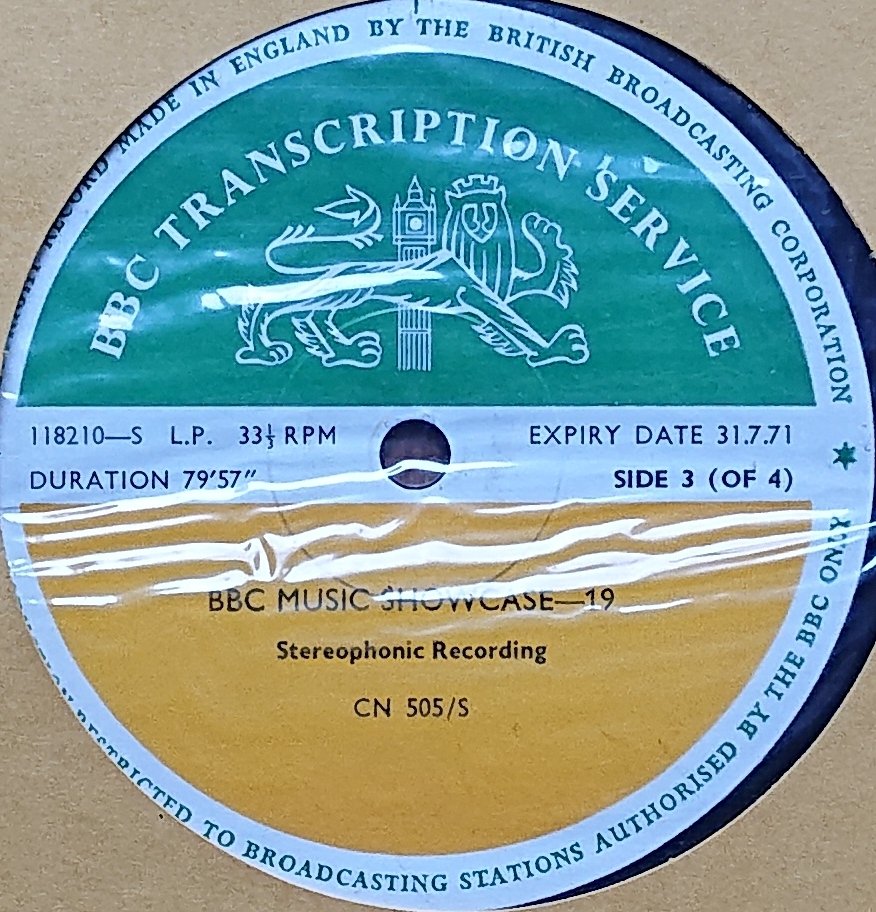 RECORD MADE IN ENGLAND BY THE BRITISH BROADCASTING CORPORATION
BBC TRANSCRIPTION SERVICE
118210—S L.P. 33⅓ RPM
EXPIRY DATE 31.7.71
DURATION 79'57"
SIDE 3 (OF 4)
BBC MUSIC SHOWCASE—19
Stereophonic Recording
CN 505/S
RESTRICTED TO BROADCASTING STATIONS AUTHORISED BY THE BBC ONLY